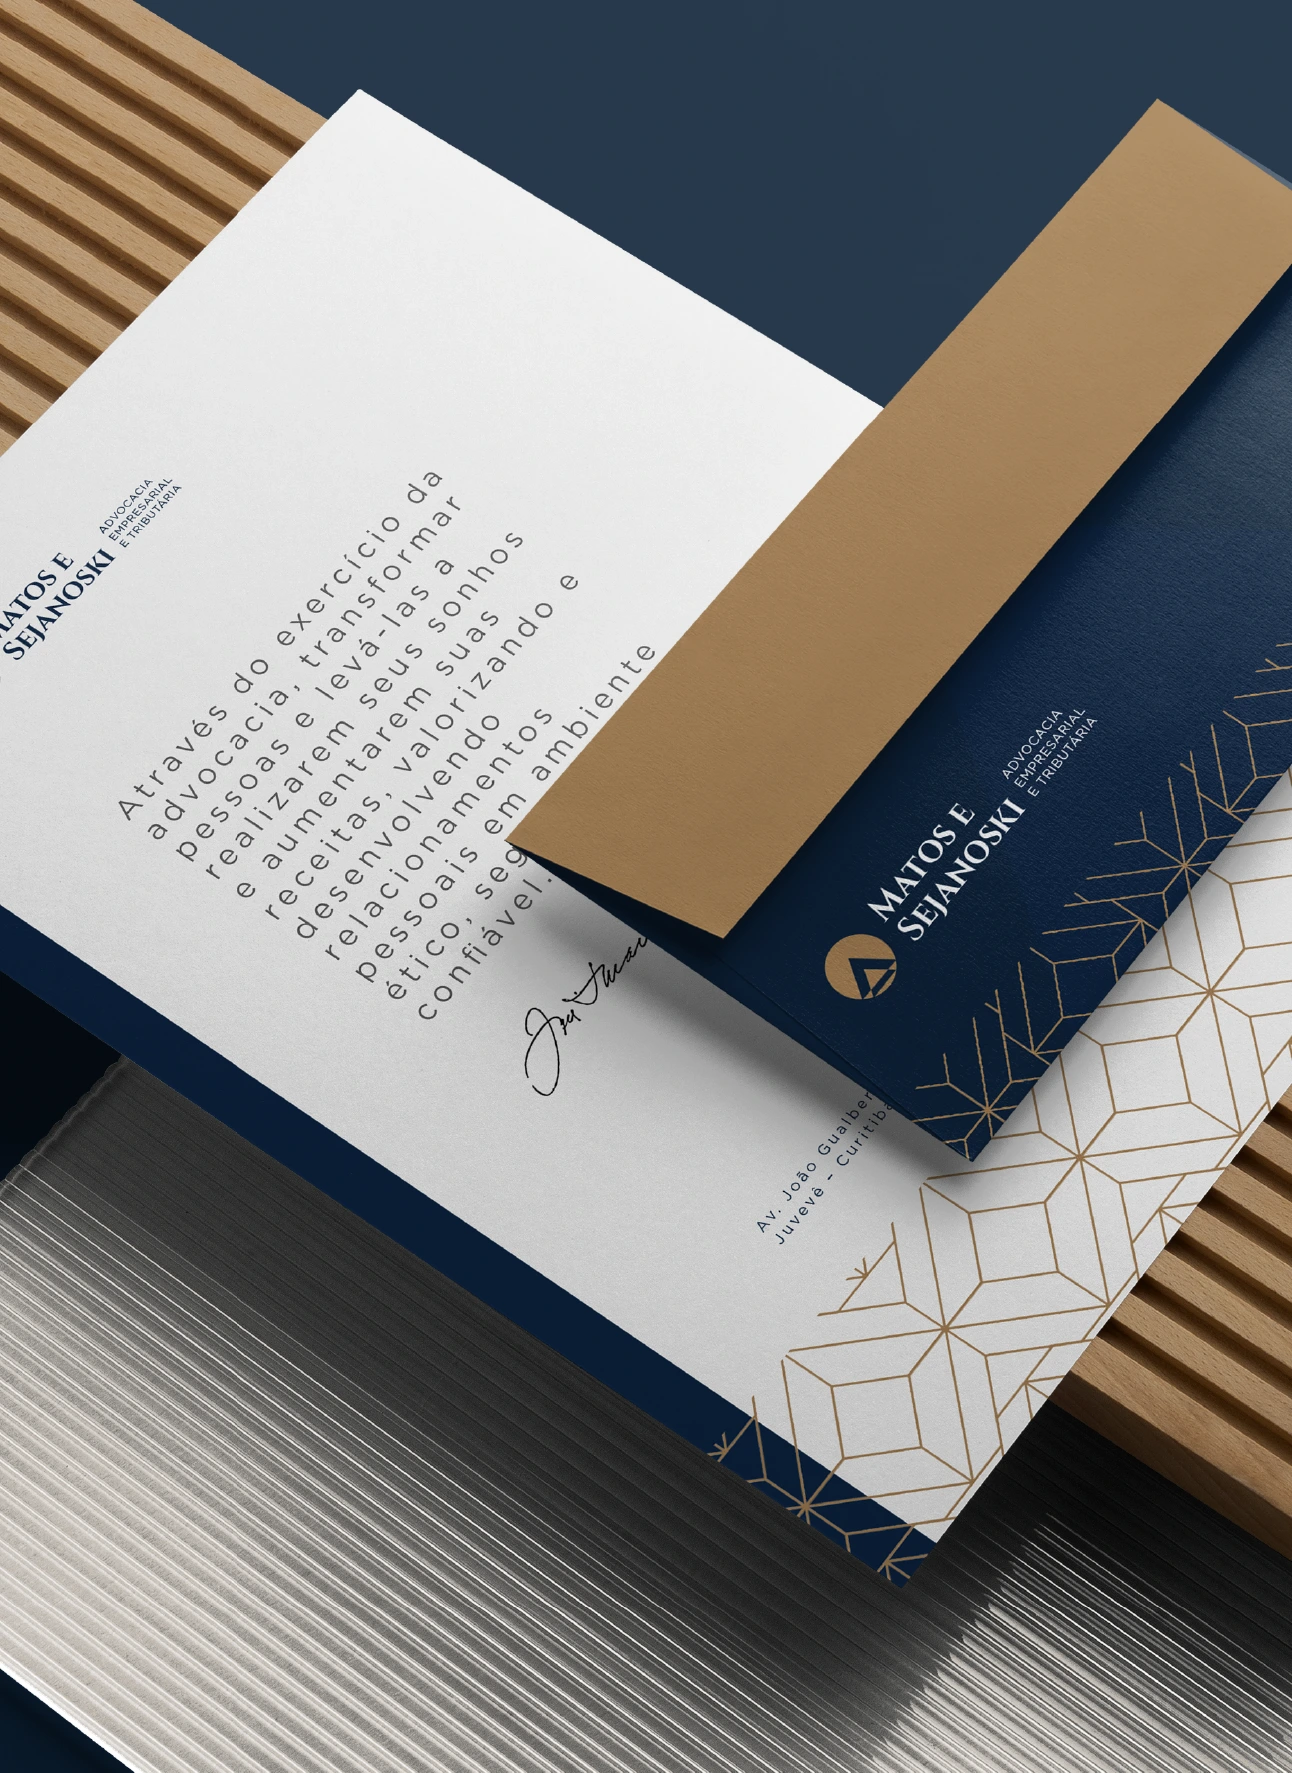 MATOS E
SEJANOSKI
ADVOCACIA
EMPRESARIAL
E TRIBUTÁRIA
Através do exercício da
advocacia, transformar
pessoas e levá-las a
realizarem seus sonhos
e aumentarem suas
receitas, valorizando e
desenvolvendo
relacionamentos
pessoais em ambiente
ético,
confiável.
Av. João
Juvevê – Curitiba
MATOS E
SEJANOSKI
ADVOCACIA
EMPRESARIAL
E TRIBUTÁRIA